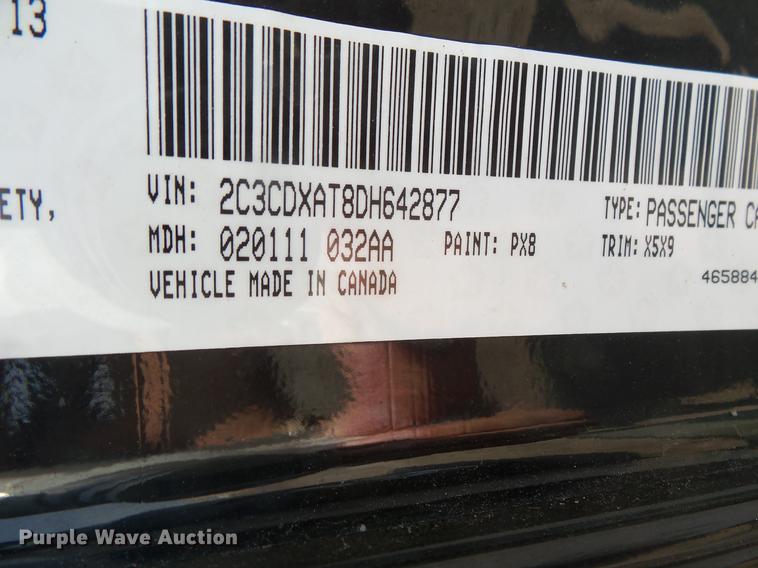 13
ETY,
VIN: 2C3CDXAT8DH642877 TYPE: PASSENGER CA
MDH: 020111 032AA PAINT: PX8 TRIM: X5X9
VEHICLE MADE IN CANADA 465884
Purple Wave Auction